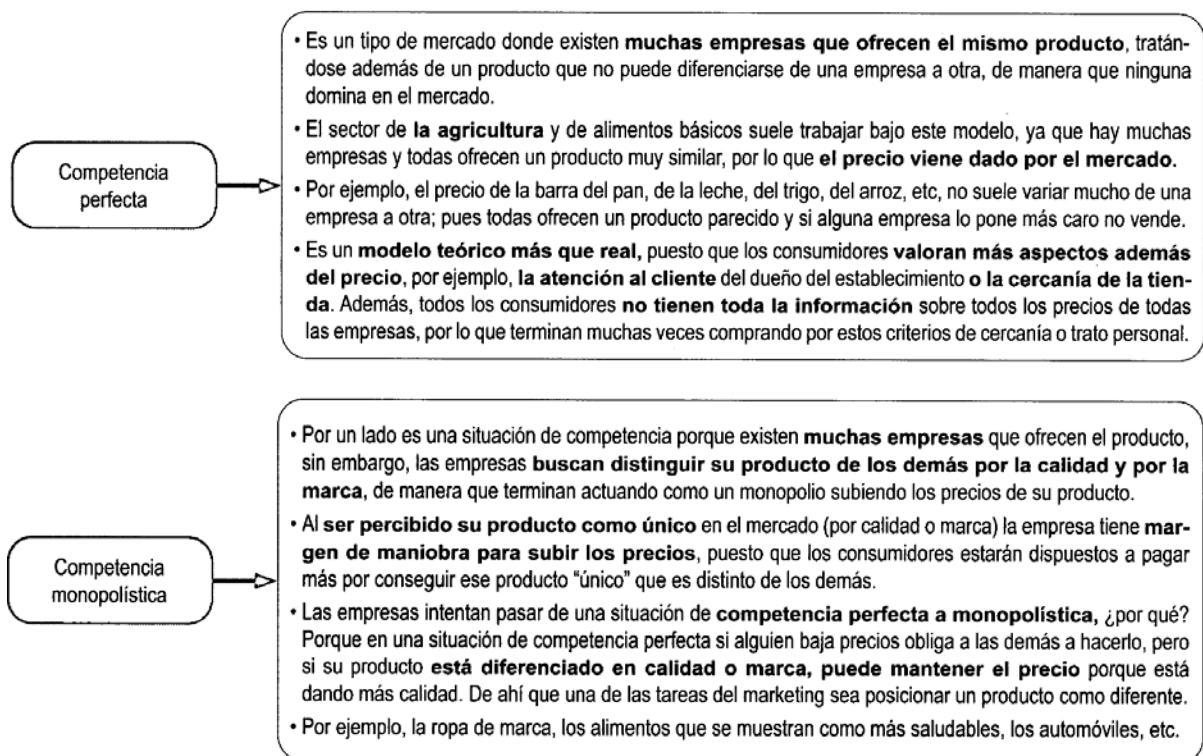 Competencia
perfecta
• Es un tipo de mercado donde existen muchas empresas que ofrecen el mismo producto, tratán-
dose además de un producto que no puede diferenciarse de una empresa a otra, de manera que ninguna
domina en el mercado.
• El sector de la agricultura y de alimentos básicos suele trabajar bajo este modelo, ya que hay muchas
empresas y todas ofrecen un producto muy similar, por lo que el precio viene dado por el mercado.
• Por ejemplo, el precio de la barra del pan, de la leche, del trigo, del arroz, etc, no suele variar mucho de una
empresa a otra; pues todas ofrecen un producto parecido y si alguna empresa lo pone más caro no vende.
• Es un modelo teórico más que real, puesto que los consumidores valoran más aspectos además
del precio, por ejemplo, la atención al cliente del dueño del establecimiento o la cercanía de la tien-
da. Además, todos los consumidores no tienen toda la información sobre todos los precios de todas
las empresas, por lo que terminan muchas veces comprando por estos criterios de cercanía o trato personal.
Competencia
monopolística
• Por un lado es una situación de competencia porque existen muchas empresas que ofrecen el producto,
sin embargo, las empresas buscan distinguir su producto de los demás por la calidad y por la
marca, de manera que terminan actuando como un monopolio subiendo los precios de su producto.
• Al ser percibido su producto como único en el mercado (por calidad o marca) la empresa tiene mar-
gen de maniobra para subir los precios, puesto que los consumidores estarán dispuestos a pagar
más por conseguir ese producto "único" que es distinto de los demás.
• Las empresas intentan pasar de una situación de competencia perfecta a monopolística, ¿por qué?
Porque en una situación de competencia perfecta si alguien baja precios obliga a las demás a hacerlo, pero
si su producto está diferenciado en calidad o marca, puede mantener el precio porque está
dando más calidad. De ahí que una de las tareas del marketing sea posicionar un producto como diferente.
• Por ejemplo, la ropa de marca, los alimentos que se muestran como más saludables, los automóviles, etc.